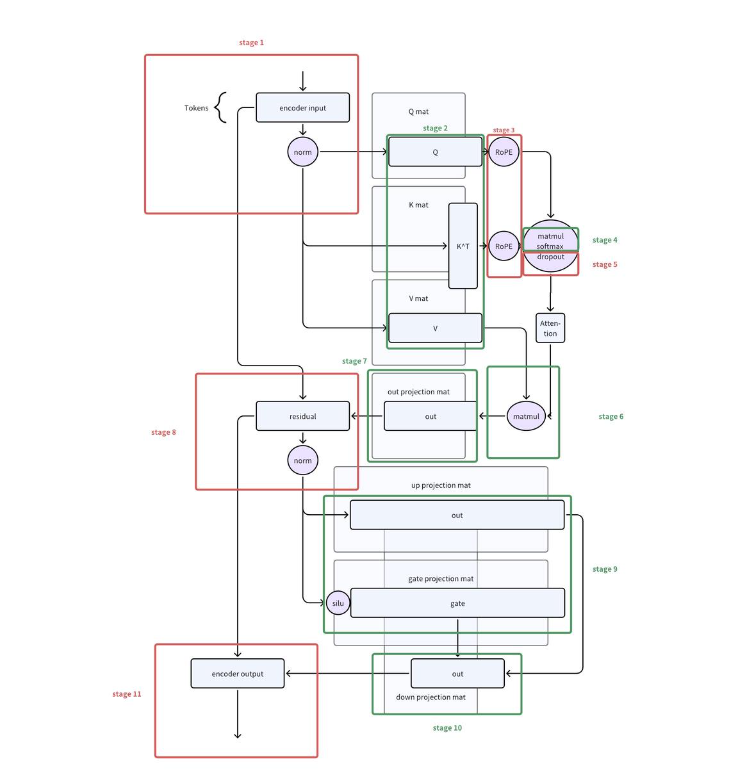 stage 1
Tokens
encoder input
Q mat
stage 2
stage 3
norm
Q
RoPE
K mat
K^T
RoPE
matmul
softmax
dropout
stage 4
stage 5
V mat
V
Atten-
tion
stage 7
out projection mat
residual
out
matmul
stage 6
stage 8
norm
up projection mat
out
stage 9
gate projection mat
silu
gate
encoder output
out
stage 11
down projection mat
stage 10